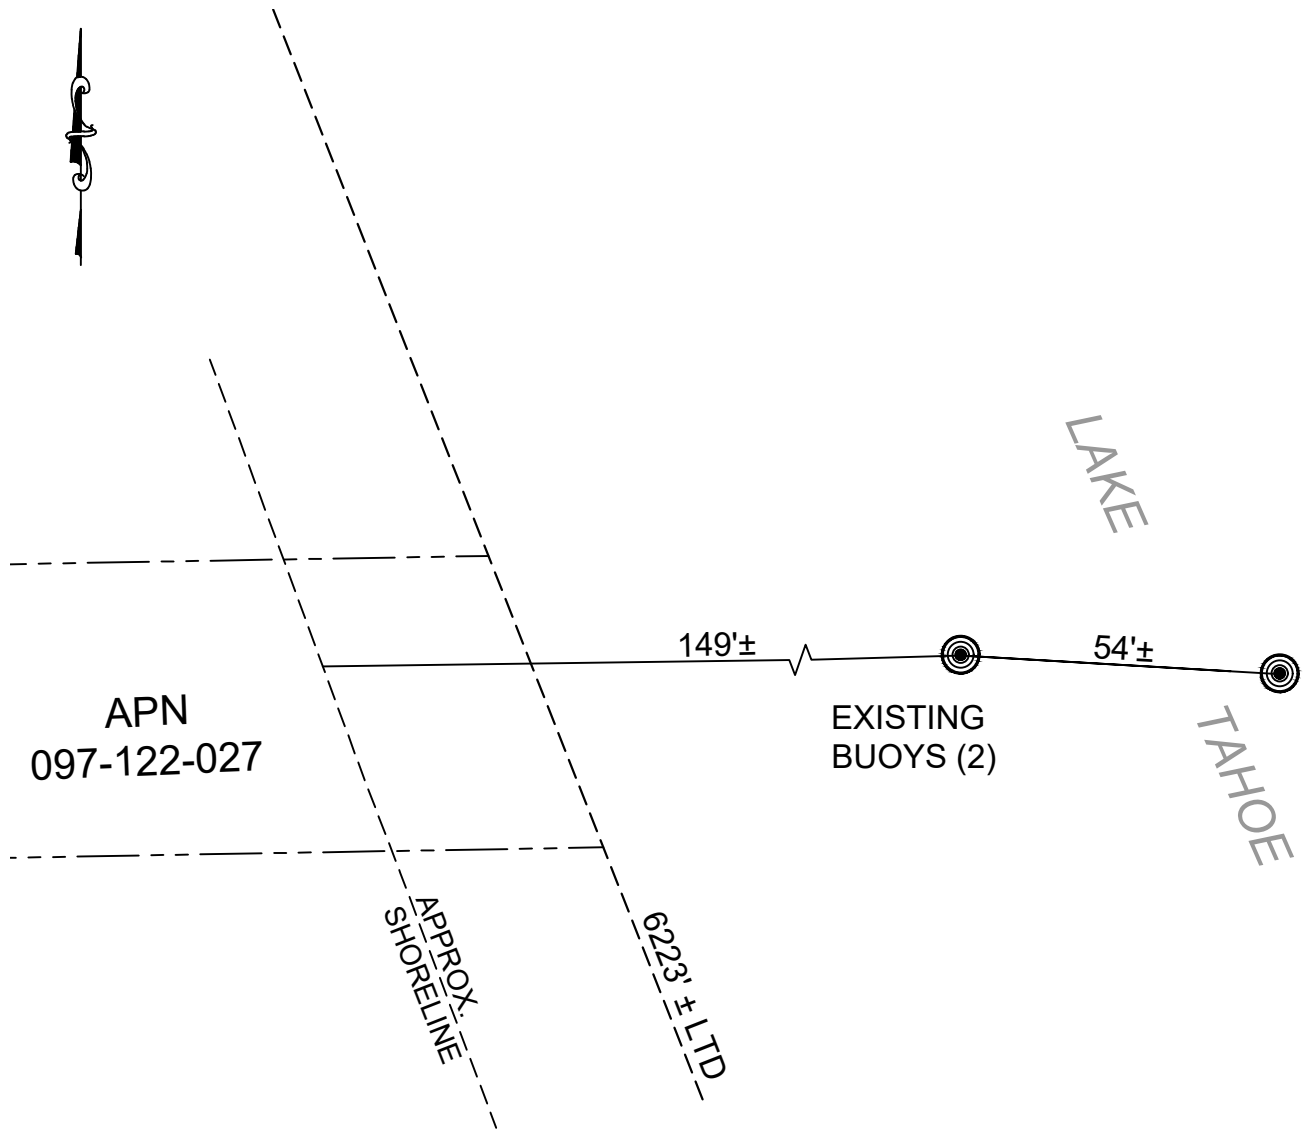 LAKE
149'±
54'±
APN
097-122-027
EXISTING
BUOYS (2)
TAHOE
APPROX.
SHORELINE
6223' ± LTD